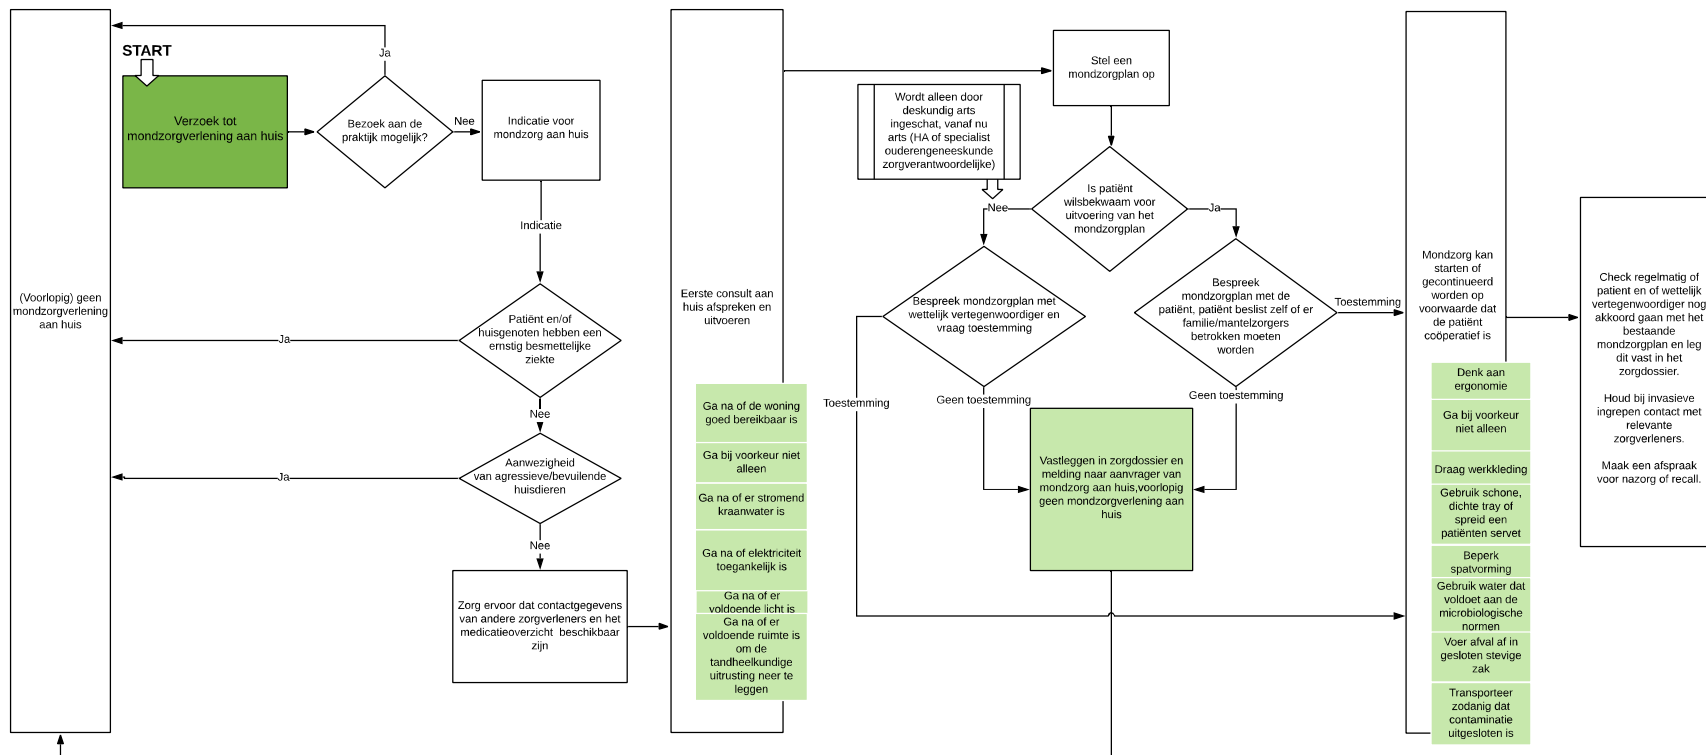 (Voorlopig) geen
mondzorgverlening
aan huis
START
Verzoek tot
mondzorgverlening aan huis
Ja
Bezoek aan de
praktijk mogelijk?
Nee
Indicatie voor
mondzorg aan huis
Indicatie
Patiënt en/of
huisgenoten hebben een
ernstig besmettelijke
ziekte
Ja
Nee
Aanwezigheid
van agressieve/bevuilende
huisdieren
Ja
Nee
Zorg ervoor dat contactgegevens
van andere zorgverleners en het
medicatieoverzicht beschikbaar
zijn
Eerste consult aan
huis afspreken en
uitvoeren
Ga na of de woning
goed bereikbaar is
Ga bij voorkeur niet
alleen
Ga na of er stromend
kraanwater is
Ga na of elektriciteit
toegankelijk is
Ga na of er
voldoende licht is
Ga na of er
voldoende ruimte is
om de
tandheelkundige
uitrusting neer te
leggen
Stel een
mondzorgplan op
Wordt alleen door
deskundig arts
ingeschat, vanaf nu
arts (HA of specialist
ouderengeneeskunde
zorgverantwoordelijke)
Is patiënt
wilsbekwaam voor
uitvoering van het
mondzorgplan
Nee
Ja
Bespreek mondzorgplan met
wettelijk vertegenwoordiger en
vraag toestemming
Bespreek
mondzorgplan met de
patiënt, patiënt beslist zelf of er
familie/mantelzorgers
betrokken moeten
worden
Toestemming
Toestemming
Geen toestemming
Geen toestemming
Vastleggen in zorgdossier en
melding naar aanvrager van
mondzorg aan huis,voorlopig
geen mondzorgverlening aan
huis
Mondzorg kan
starten of
gecontinueerd
worden op
voorwaarde dat
de patiënt
coöperatief is
Denk aan
ergonomie
Ga bij voorkeur
niet alleen
Draag werkkleding
Gebruik schone,
dichte tray of
spreid een
patiënten servet
Beperk
spatvorming
Gebruik water dat
voldoet aan de
microbiologische
normen
Voer afval af in
gesloten stevige
zak
Transporteer
zodanig dat
contaminatie
uitgesloten is
Check regelmatig of
patient en of wettelijk
vertegenwoordiger nog
akkoord gaan met het
bestaande
mondzorgplan en leg
dit vast in het
zorgdossier.
Houd bij invasieve
ingrepen contact met
relevante
zorgverleners.
Maak een afspraak
voor nazorg of recall.